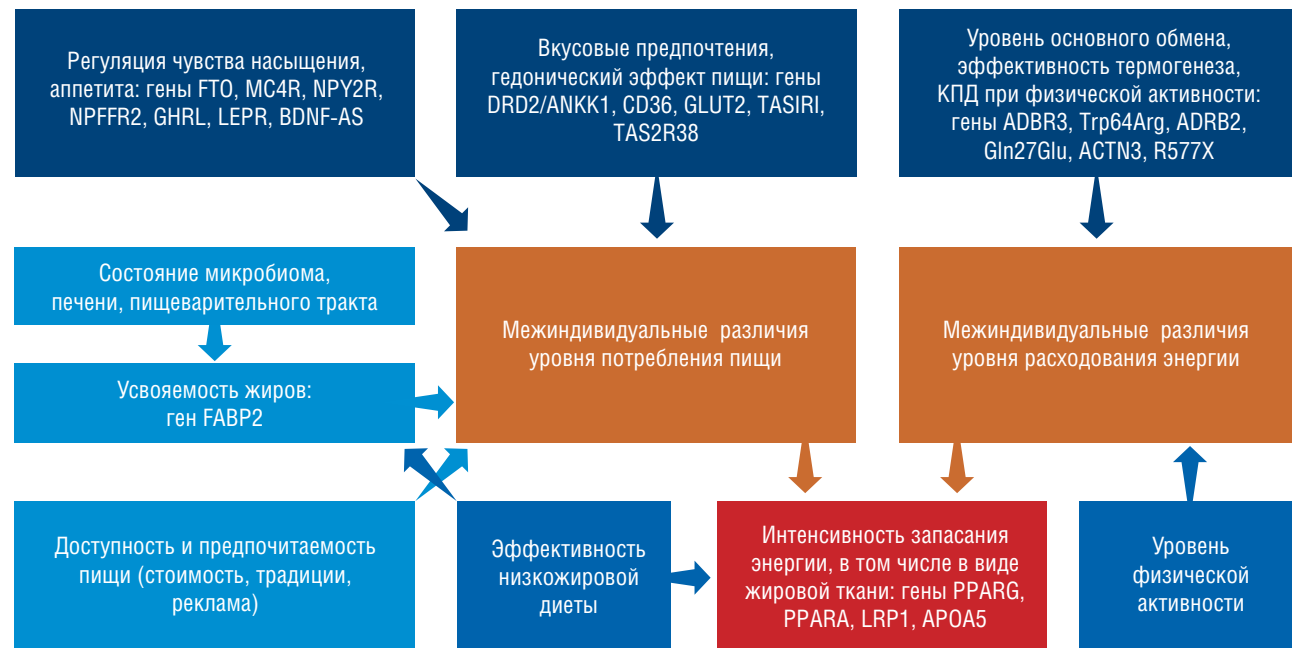 Регуляция чувства насыщения,
аппетита: гены FTO, MC4R, NPY2R,
NPFFR2, GHRL, LEPR, BDNF-AS
Вкусовые предпочтения,
гедонический эффект пищи: гены
DRD2/ANKK1, CD36, GLUT2, TASIRI,
TAS2R38
Уровень основного обмена,
эффективность термогенеза,
КПД при физической активности:
гены ADBR3, Trp64Arg, ADRB2,
Gln27Glu, ACTN3, R577X
Состояние микробиома,
печени, пищеварительного тракта
Усвояемость жиров:
ген FABP2
Межиндивидуальные различия
уровня потребления пищи
Межиндивидуальные различия
уровня расходования энергии
Доступность и предпочитаемость
пищи (стоимость, традиции,
реклама)
Эффективность
низкожировой
диеты
Интенсивность запасания
энергии, в том числе в виде
жировой ткани: гены PPARG,
PPARA, LRP1, APOA5
Уровень
физической
активности